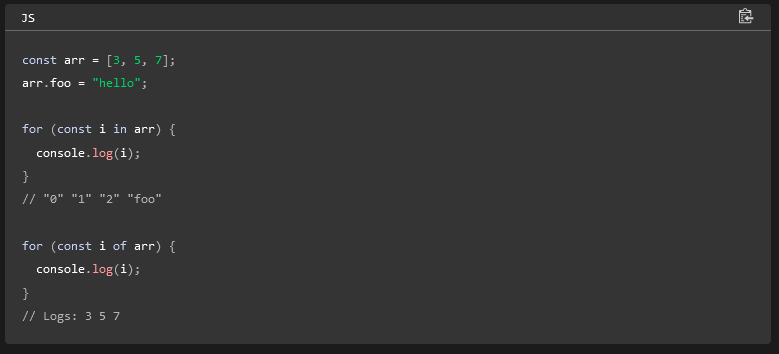 JS
const arr = [3, 5, 7];
arr.foo = "hello";
for (const i in arr) {
  console.log(i);
}
// "0" "1" "2" "foo"
for (const i of arr) {
  console.log(i);
}
// Logs: 3 5 7